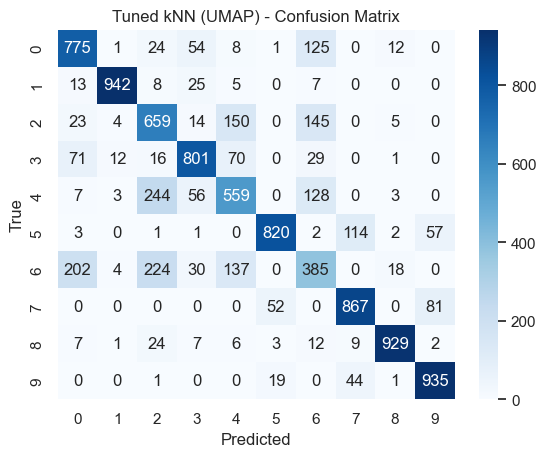 Tuned kNN (UMAP) - Confusion Matrix
0 775 1 24 54 8 1 125 0 12 0
1 13 942 8 25 5 0 7 0 0 0
2 23 4 659 14 150 0 145 0 5 0
3 71 12 16 801 70 0 29 0 1 0
4 7 3 244 56 559 0 128 0 3 0
5 3 0 1 1 0 820 2 114 2 57
6 202 4 224 30 137 0 385 0 18 0
7 0 0 0 0 0 52 0 867 0 81
8 7 1 24 7 6 3 12 9 929 2
9 0 0 1 0 0 19 0 44 1 935
0 1 2 3 4 5 6 7 8 9
Predicted
True
800
600
400
200
0